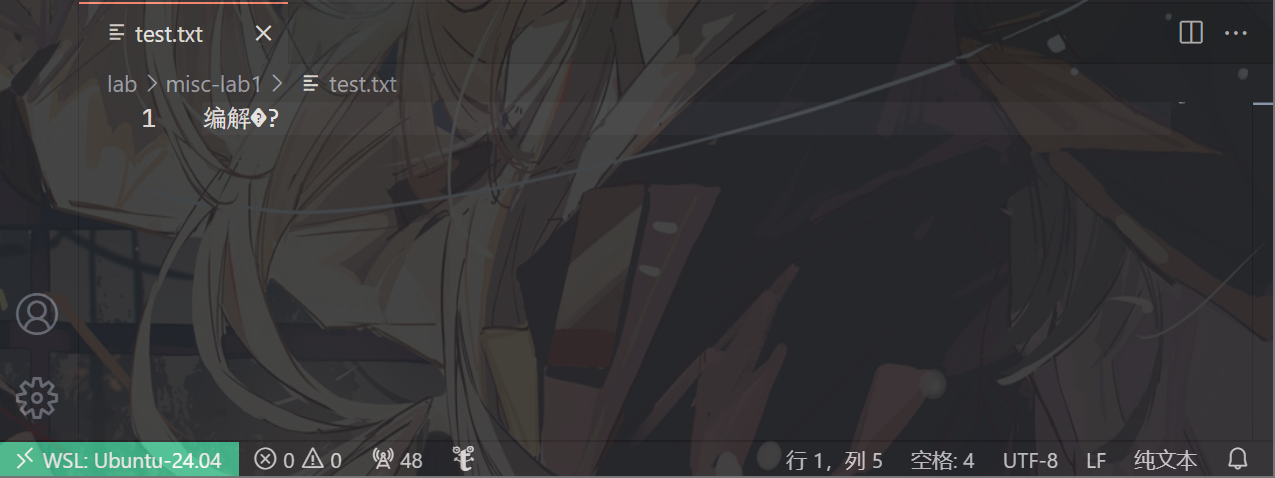 test.txt
lab > misc-lab1 > test.txt
1 编解�?
WSL: Ubuntu-24.04 0 0 48 行 1，列 5 空格: 4 UTF-8 LF 纯文本